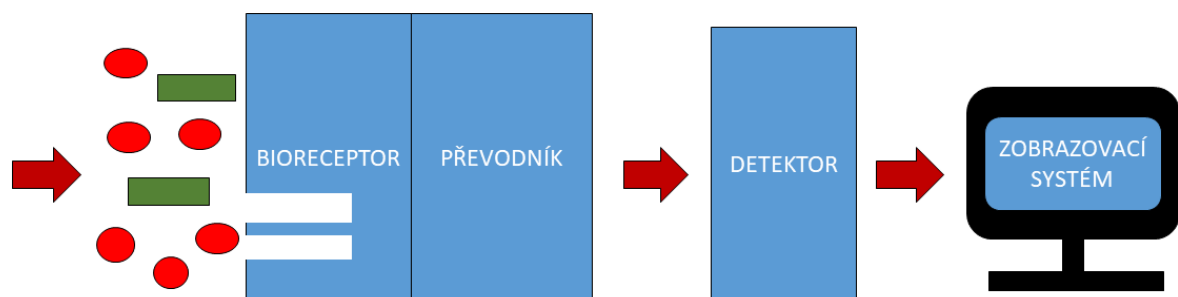 BIORECEPTOR
PŘEVODNÍK
DETEKTOR
ZOBRAZOVACÍ
SYSTÉM